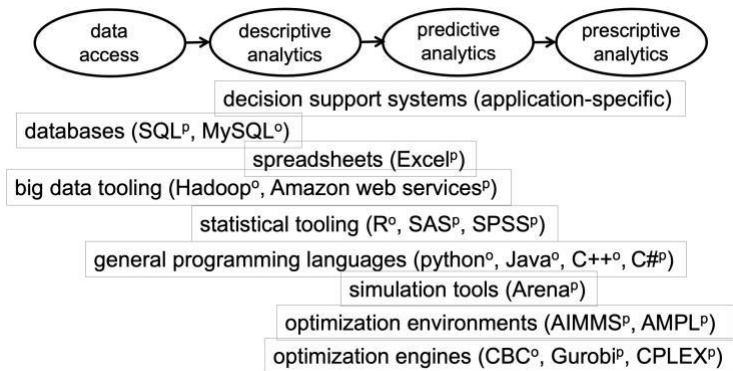 data access
descriptive analytics
predictive analytics
prescriptive analytics
decision support systems (application-specific)
databases (SQLᵖ, MySQLᵒ)
spreadsheets (Excelᵖ)
big data tooling (Hadoopᵒ, Amazon web servicesᵖ)
statistical tooling (Rᵒ, SASᵖ, SPSSᵖ)
general programming languages (pythonᵒ, Javaᵒ, C++ᵒ, C#ᵖ)
simulation tools (Arenaᵖ)
optimization environments (AIMMSᵖ, AMPLᵖ)
optimization engines (CBCᵒ, Gurobiᵖ, CPLEXᵖ)